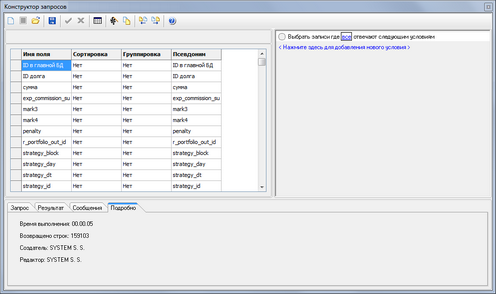 Конструктор запросов
Выбрать записи где все отвечают следующим условиям
< Нажмите здесь для добавления нового условия >
Имя поля Сортировка Группировка Псевдоним
ID в главной БД Нет Нет ID в главной БД
ID долга Нет Нет ID долга
сумма Нет Нет сумма
exp_commission_su Нет Нет exp_commission_su
mark3 Нет Нет mark3
mark4 Нет Нет mark4
penalty Нет Нет penalty
r_portfolio_out_id Нет Нет r_portfolio_out_id
strategy_block Нет Нет strategy_block
strategy_day Нет Нет strategy_day
strategy_dt Нет Нет strategy_dt
strategy_id Нет Нет strategy_id
Запрос Результат Сообщения Подробно
Время выполнения: 00:00:05
Возвращено строк: 159103
Создатель: SYSTEM S. S.
Редактор: SYSTEM S. S.